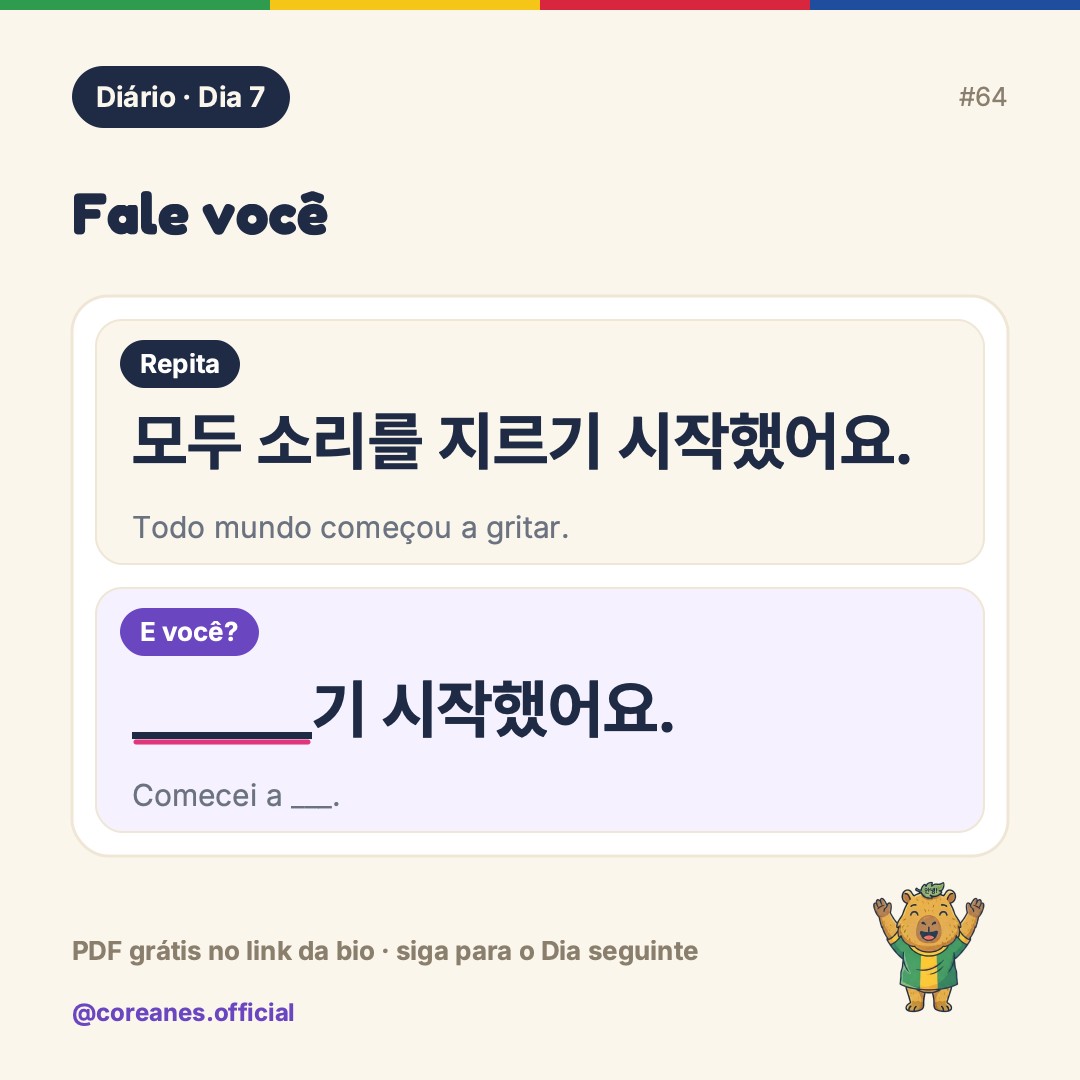 Diário · Dia 7
#64
Fale você
Repita
모두 소리를 지르기 시작했어요.
Todo mundo começou a gritar.
E você?
______기 시작했어요.
Comecei a ___.
PDF grátis no link da bio · siga para o Dia seguinte
@coreanes.official